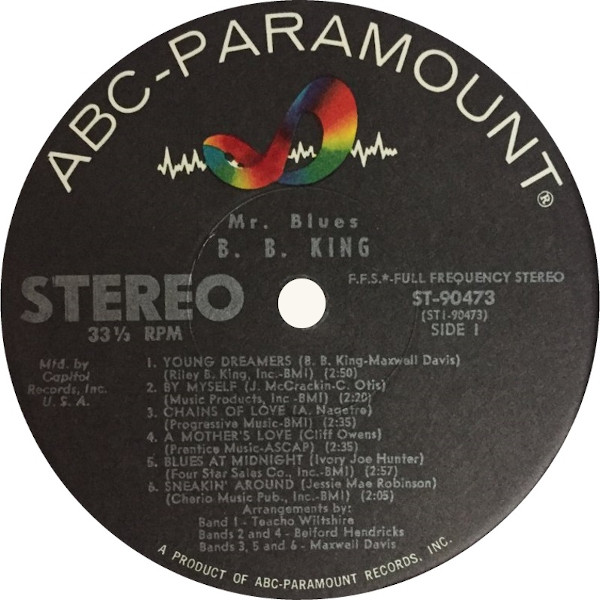 ABC-PARAMOUNT®
Mr. Blues
B. B. KING
STEREO
33⅓ RPM
F.F.S.*-FULL FREQUENCY STEREO
ST-90473
(ST1-90473)
SIDE 1
Mfd. by
Capitol
Records, Inc.
U. S. A.
1. YOUNG DREAMERS (B. B. King-Maxwell Davis)
(Riley B. King, Inc.-BMI) (2:50)
2. BY MYSELF (J. McCrackin-C. Otis)
(Music Products, Inc -BMI) (2:20)
3. CHAINS OF LOVE (A. Nugetre)
(Progressive Music-BMI) (2:35)
4. A MOTHER'S LOVE (Cliff Owens)
(Prentice Music-ASCAP) (2:35)
5. BLUES AT MIDNIGHT (Ivory Joe Hunter)
(Four Star Sales Co., Inc.-BMI) (2:57)
6. SNEAKIN' AROUND (Jessie Mae Robinson)
(Cherio Music Pub., Inc.-BMI) (2:05)
Arrangements by:
Band 1 - Teacho Wiltshire
Bands 2 and 4 - Belford Hendricks
Bands 3, 5 and 6 - Maxwell Davis
A PRODUCT OF ABC-PARAMOUNT RECORDS, INC.